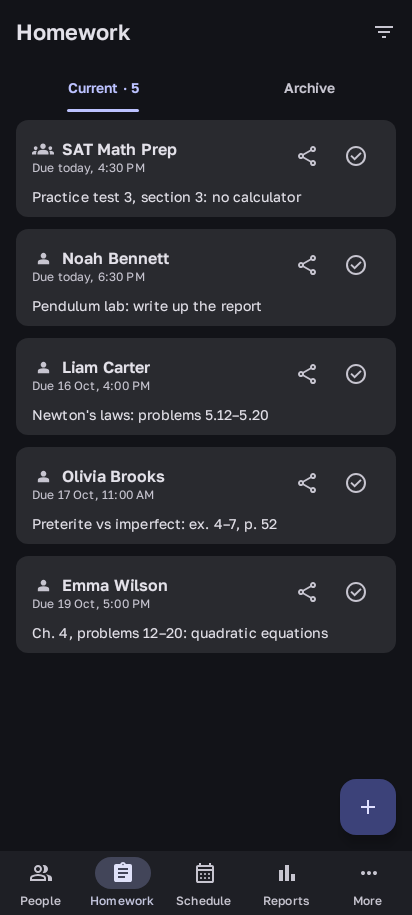 Homework
Current · 5
Archive
SAT Math Prep
Due today, 4:30 PM
Practice test 3, section 3: no calculator
Noah Bennett
Due today, 6:30 PM
Pendulum lab: write up the report
Liam Carter
Due 16 Oct, 4:00 PM
Newton's laws: problems 5.12–5.20
Olivia Brooks
Due 17 Oct, 11:00 AM
Preterite vs imperfect: ex. 4–7, p. 52
Emma Wilson
Due 19 Oct, 5:00 PM
Ch. 4, problems 12–20: quadratic equations
People
Homework
Schedule
Reports
More